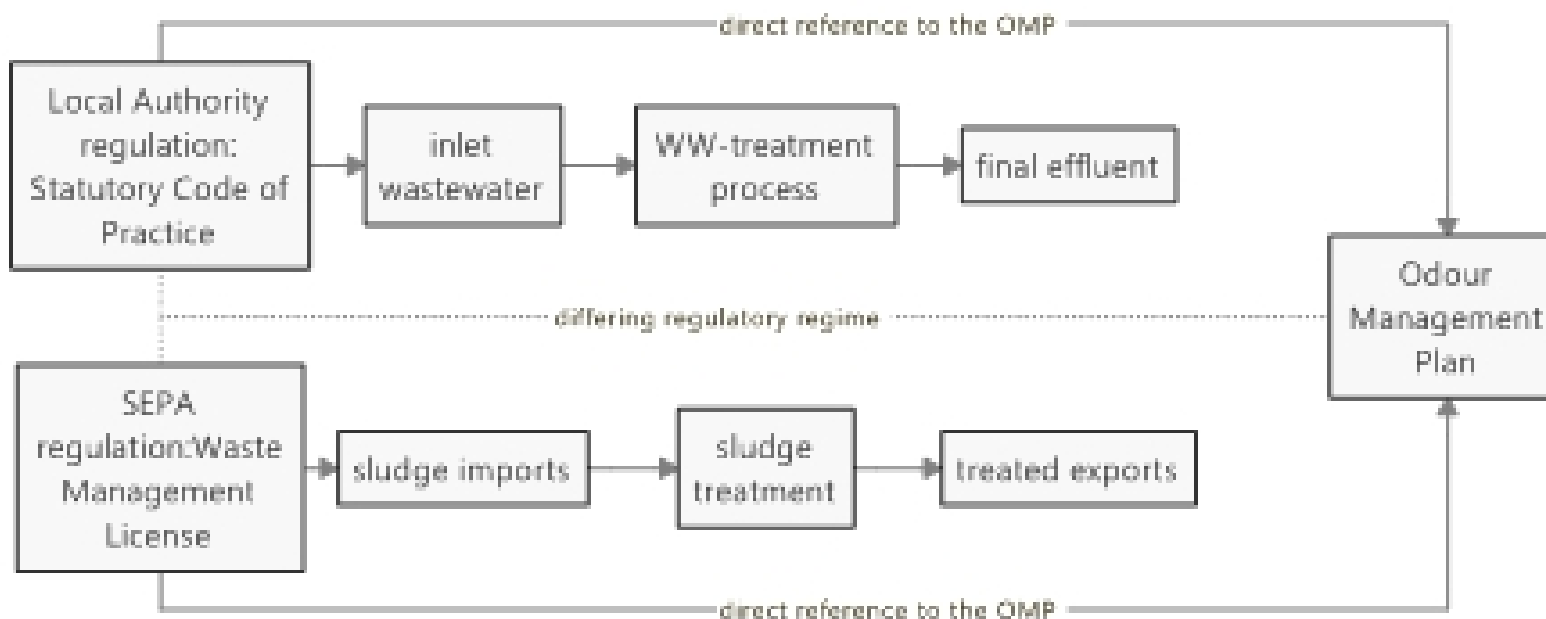 direct reference to the OMP
Local Authority
regulation:
Statutory Code of
Practice
inlet
wastewater
WW-treatment
process
final effluent
Odour
Management
Plan
differing regulatory regime
SEPA
regulation:Waste
Management
License
sludge imports
sludge
treatment
treated exports
direct reference to the OMP